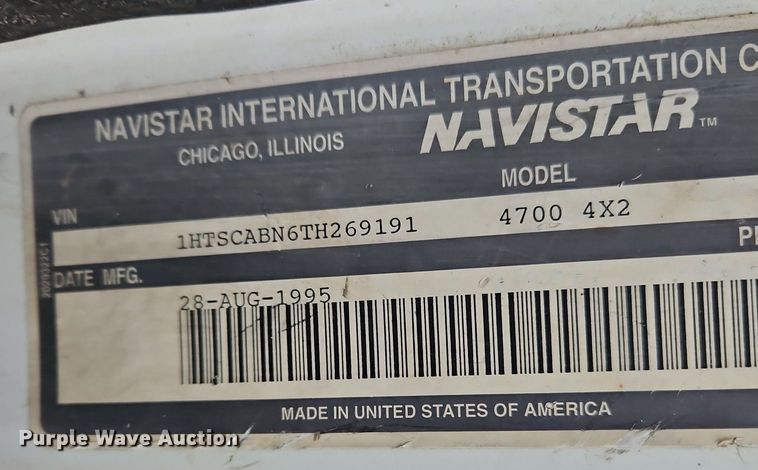 NAVISTAR INTERNATIONAL TRANSPORTATION C
CHICAGO, ILLINOIS NAVISTAR™
MODEL
VIN
1HTSCABN6TH269191 4700 4X2
DATE MFG.
28-AUG-1995
MADE IN UNITED STATES OF AMERICA
Purple Wave Auction